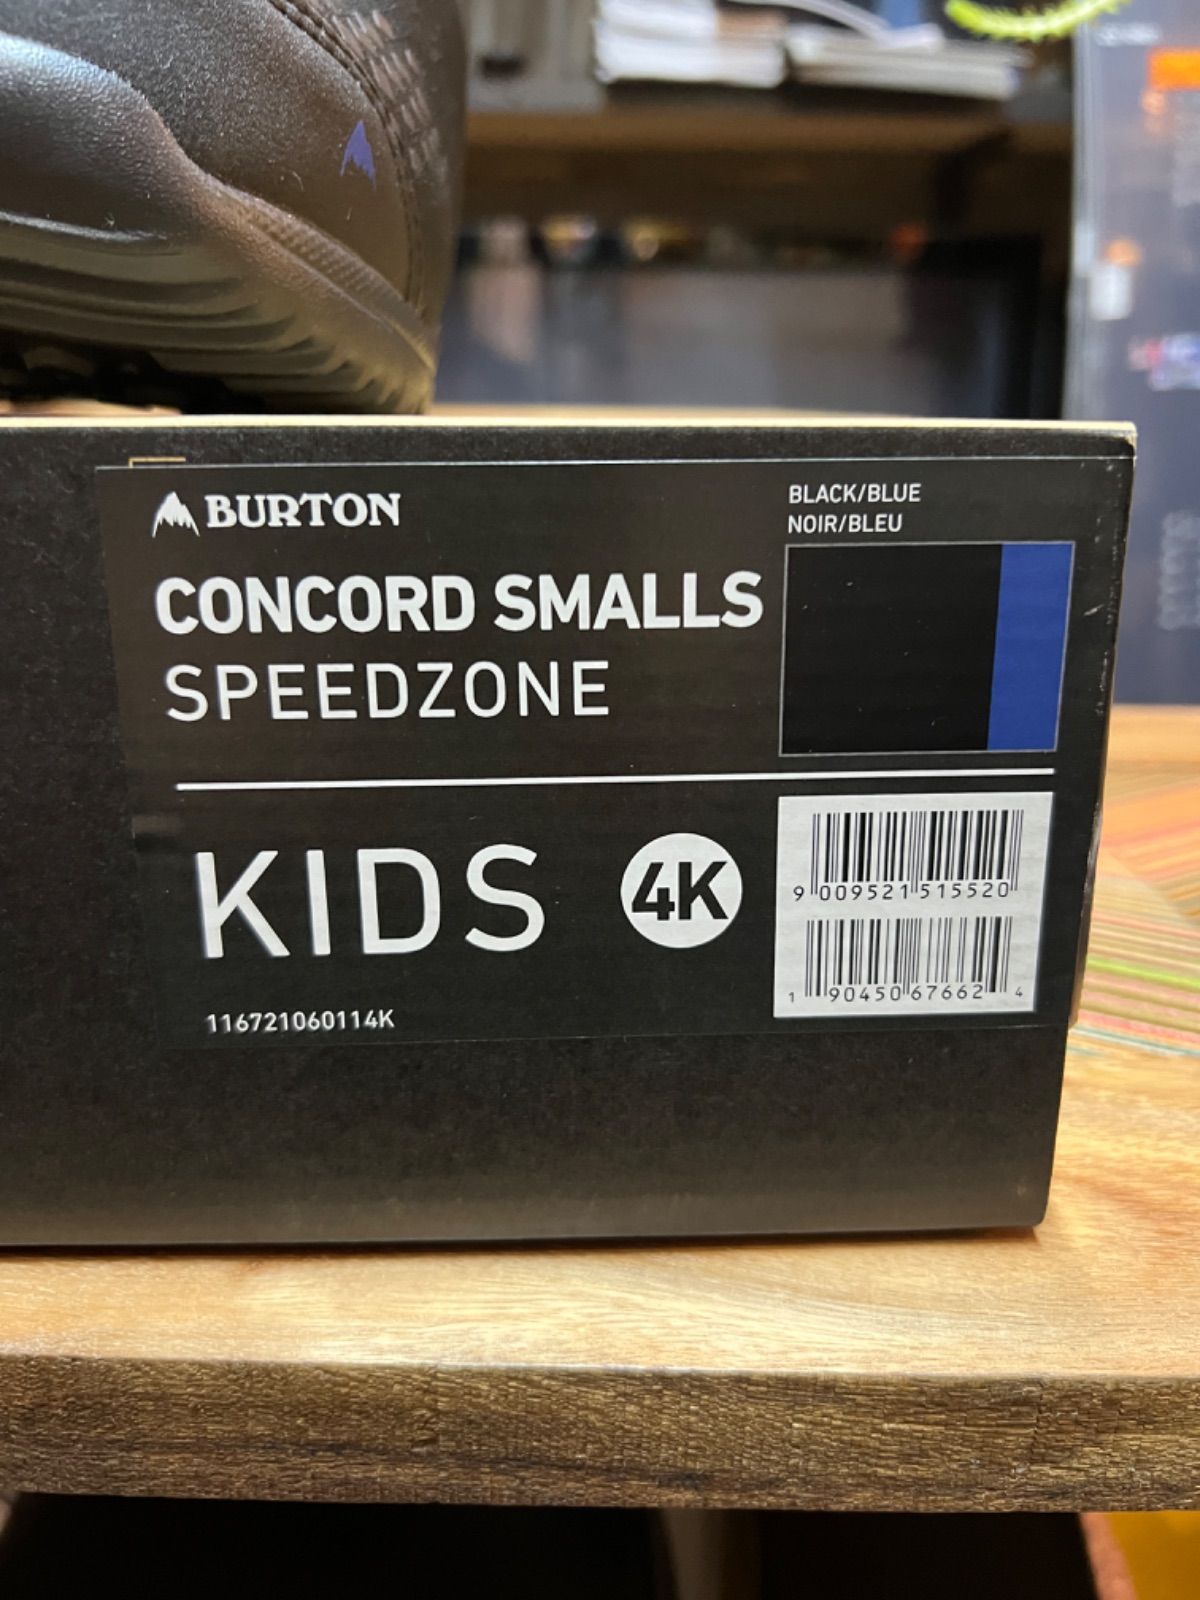 BURTON
CONCORD SMALLS
SPEEDZONE
BLACK/BLUE
NOIR/BLEU
KIDS
4K
9 009521 515520
1 90450 67662 4
116721060114K